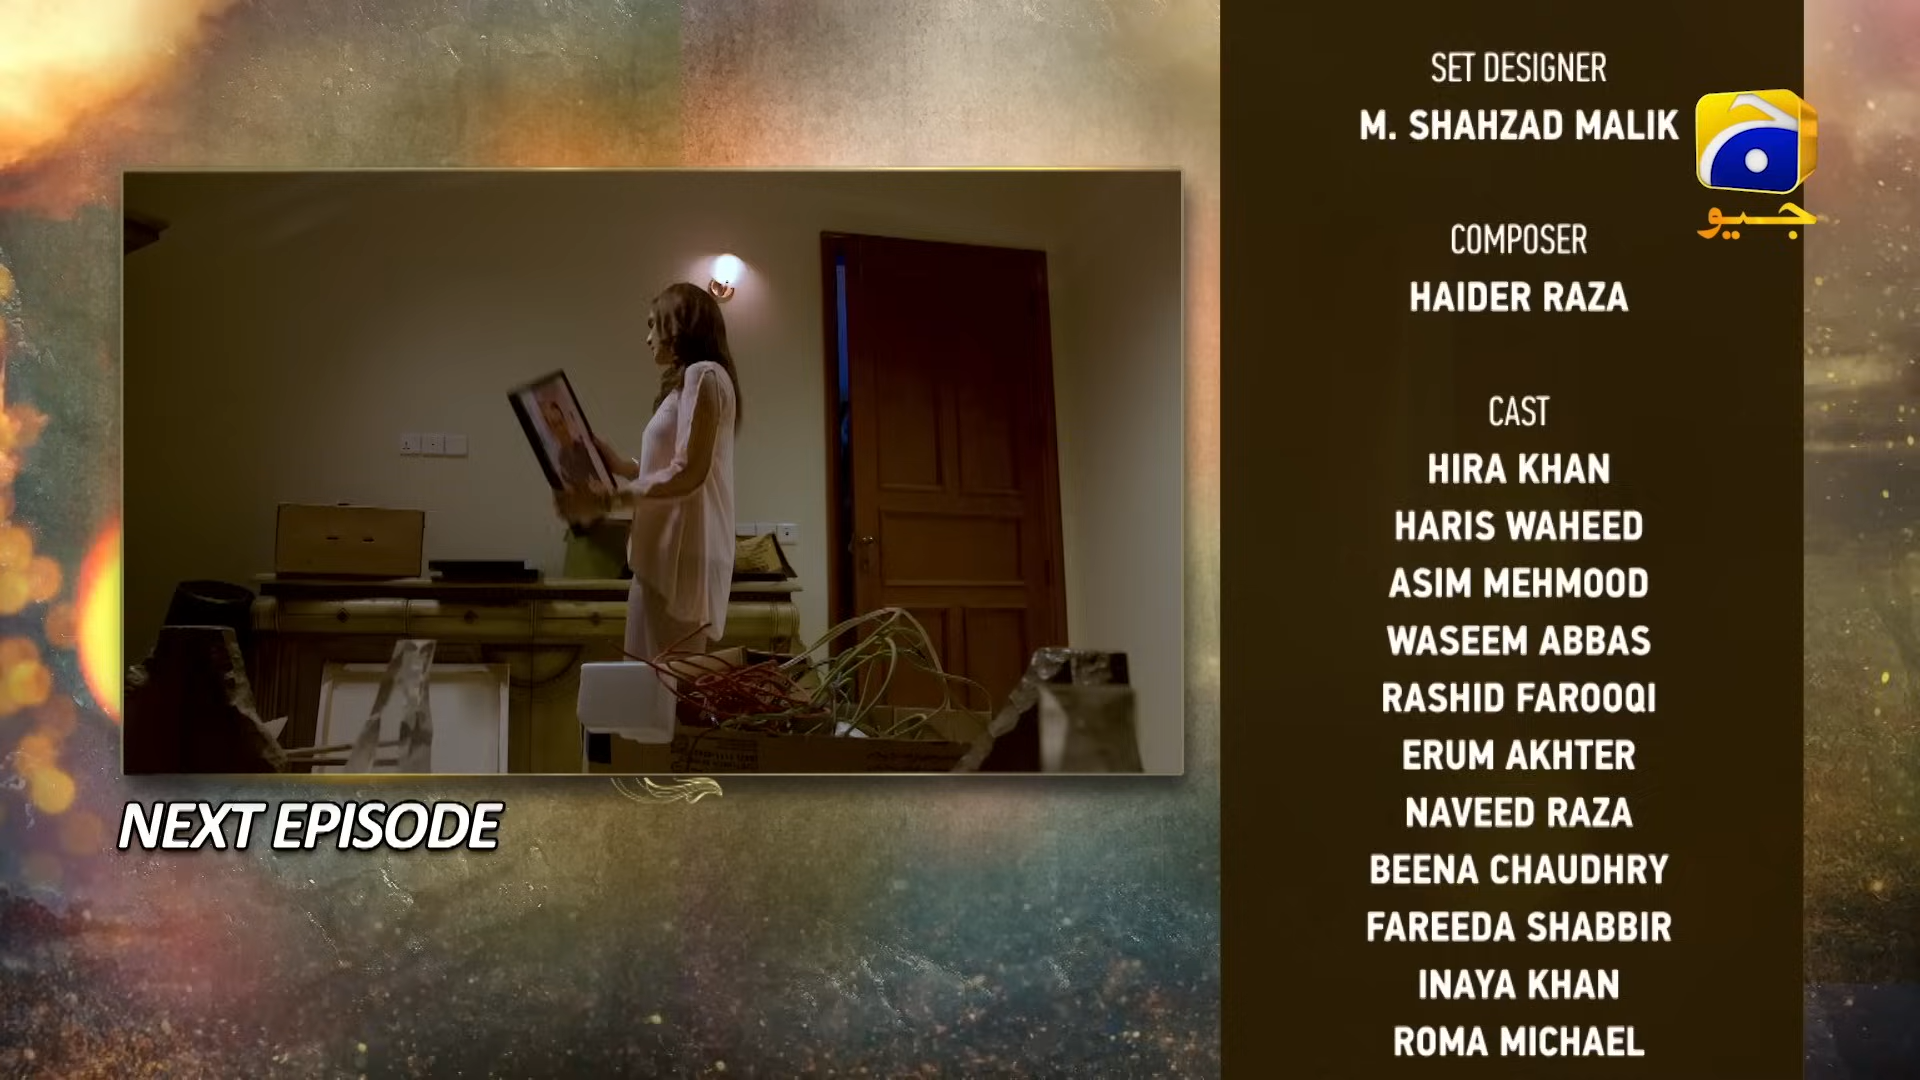 SET DESIGNER
M. SHAHZAD MALIK
جیو
COMPOSER
HAIDER RAZA
CAST
HIRA KHAN
HARIS WAHEED
ASIM MEHMOOD
WASEEM ABBAS
RASHID FAROOQI
ERUM AKHTER
NAVEED RAZA
BEENA CHAUDHRY
FAREEDA SHABBIR
INAYA KHAN
ROMA MICHAEL
NEXT EPISODE